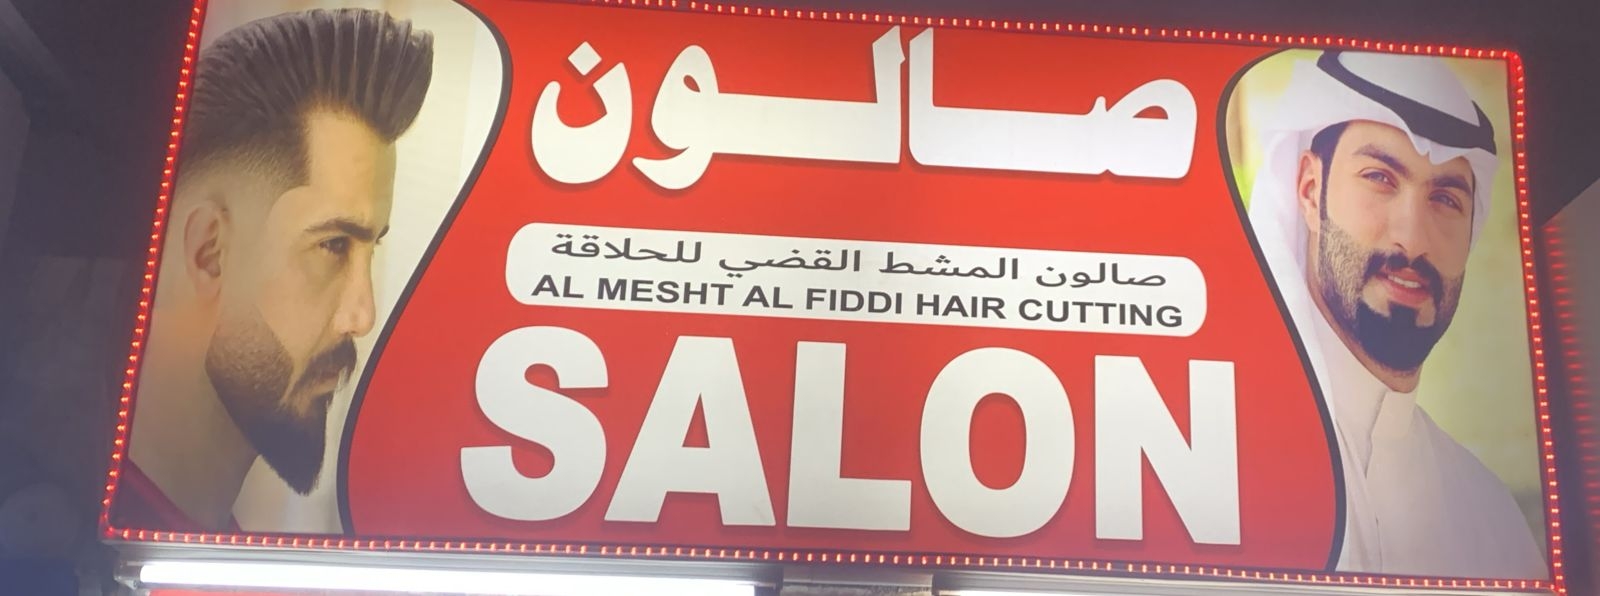 صالون
صالون المشط القضي للحلاقة
AL MESHT AL FIDDI HAIR CUTTING
SALON